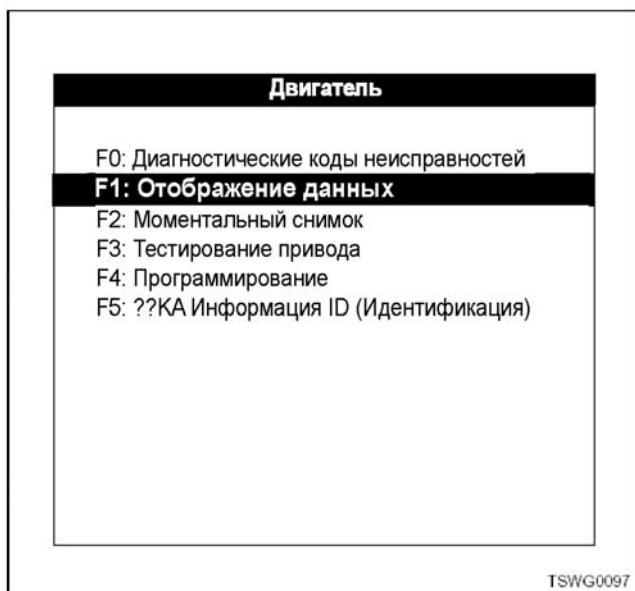 Двигатель
F0: Диагностические коды неисправностей
F1: Отображение данных
F2: Моментальный снимок
F3: Тестирование привода
F4: Программирование
F5: ??КА Информация ID (Идентификация)
TSWG0097